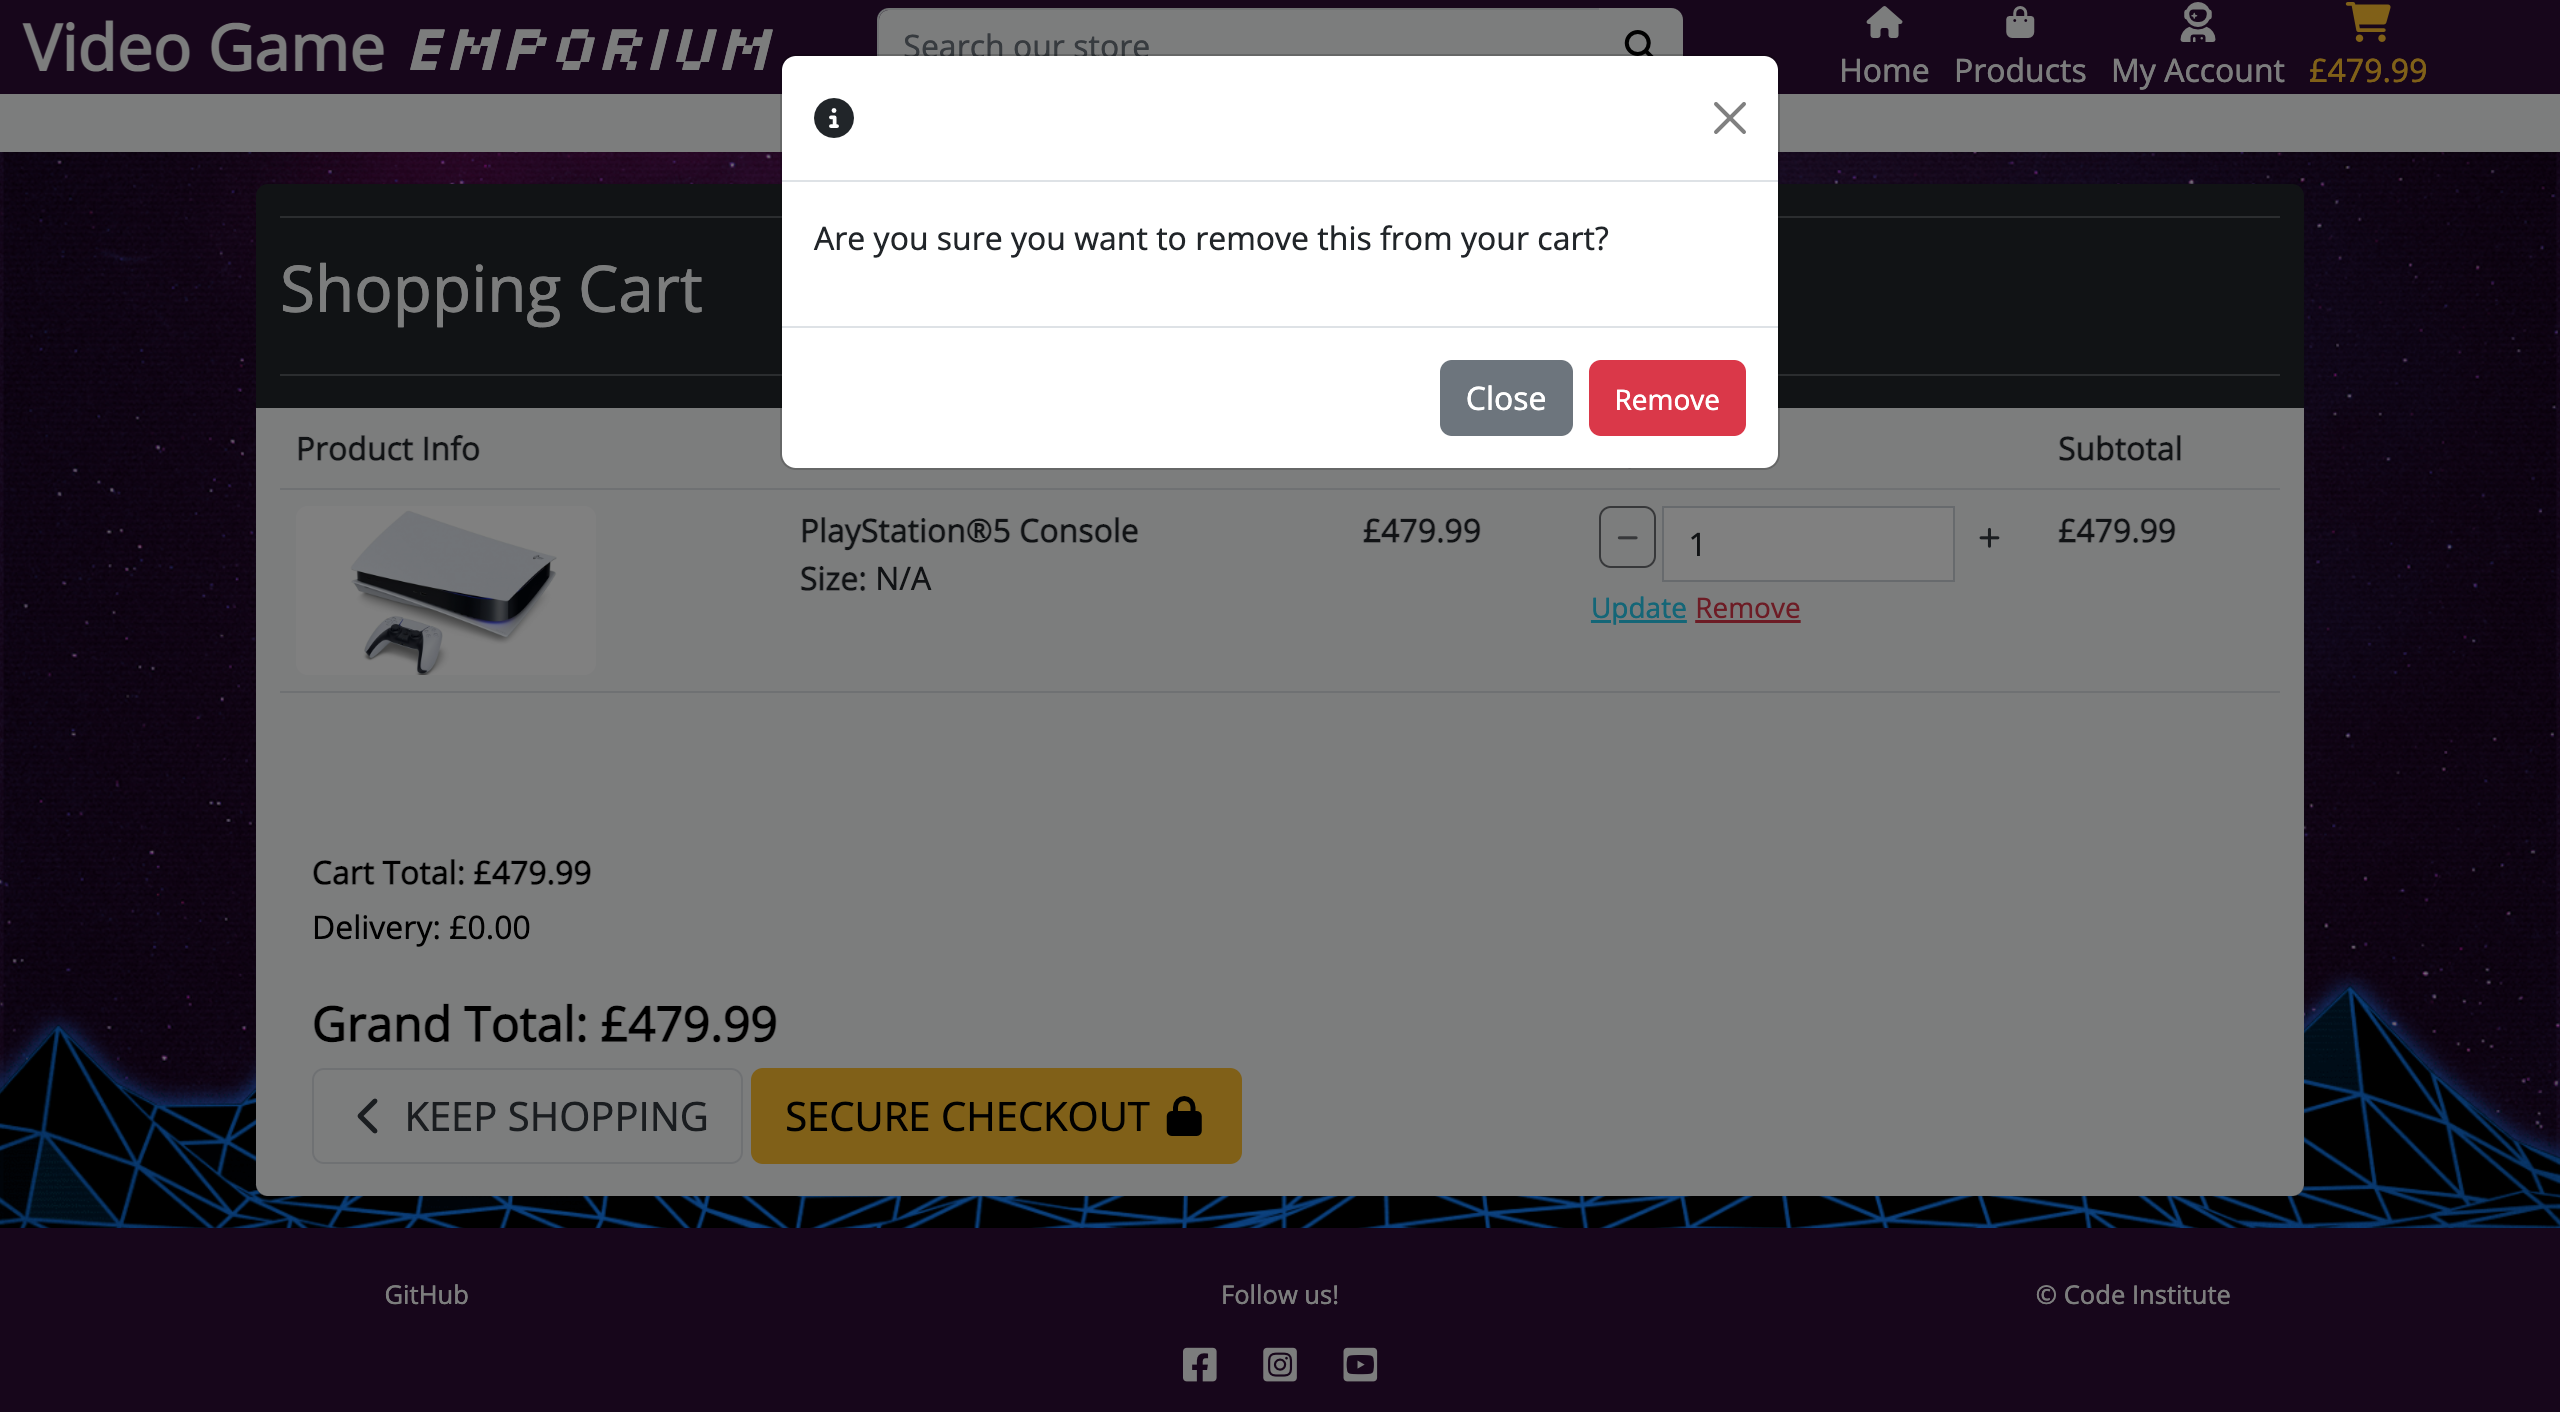 Video Game EMPORIUM
Search our store
Home Products My Account £479.99
Are you sure you want to remove this from your cart?
Close Remove
Shopping Cart
Product Info Subtotal
PlayStation®5 Console £479.99 1 £479.99
Size: N/A
Update Remove
Cart Total: £479.99
Delivery: £0.00
Grand Total: £479.99
KEEP SHOPPING SECURE CHECKOUT
GitHub Follow us! © Code Institute